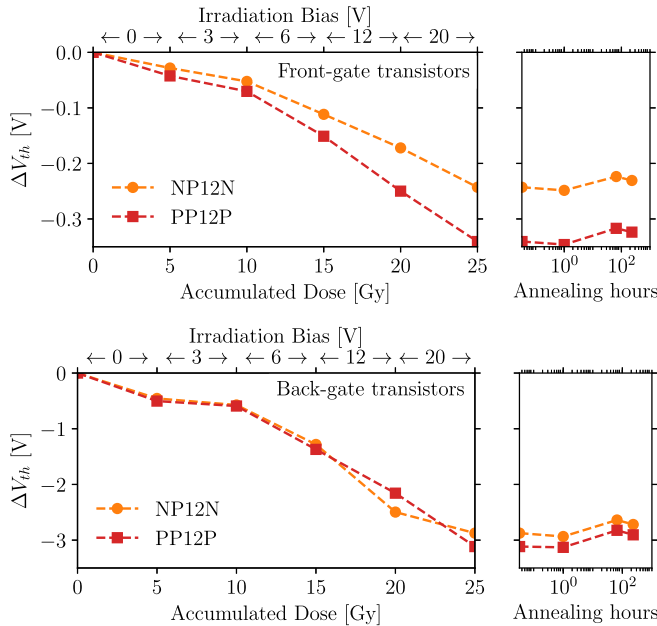 Irradiation Bias [V]
← 0 → ← 3 → ← 6 → ← 12 → ← 20 →
Front-gate transistors
0.0
−0.1
−0.2
−0.3
ΔVth [V]
NP12N
PP12P
0 5 10 15 20 25
Accumulated Dose [Gy]
10^0 10^2
Annealing hours
Irradiation Bias [V]
← 0 → ← 3 → ← 6 → ← 12 → ← 20 →
Back-gate transistors
0
−1
−2
−3
ΔVth [V]
NP12N
PP12P
0 5 10 15 20 25
Accumulated Dose [Gy]
10^0 10^2
Annealing hours